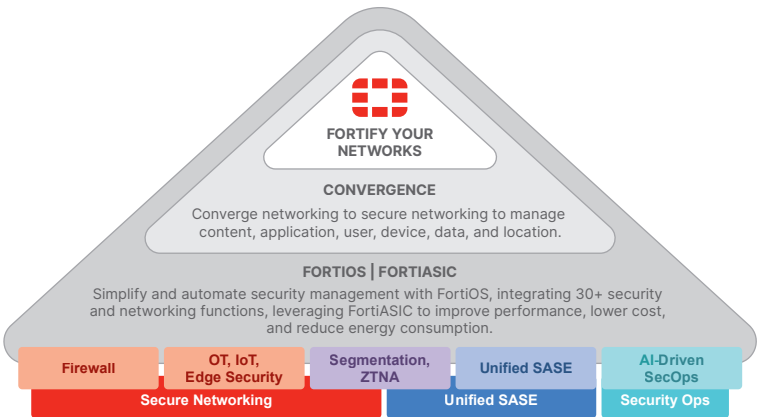 FORTIFY YOUR
NETWORKS
CONVERGENCE
Converge networking to secure networking to manage
content, application, user, device, data, and location.
FORTIOS | FORTIASIC
Simplify and automate security management with FortiOS, integrating 30+ security
and networking functions, leveraging FortiASIC to improve performance, lower cost,
and reduce energy consumption.
Firewall
OT, IoT,
Edge Security
Segmentation,
ZTNA
Unified SASE
AI-Driven
SecOps
Secure Networking
Unified SASE
Security Ops